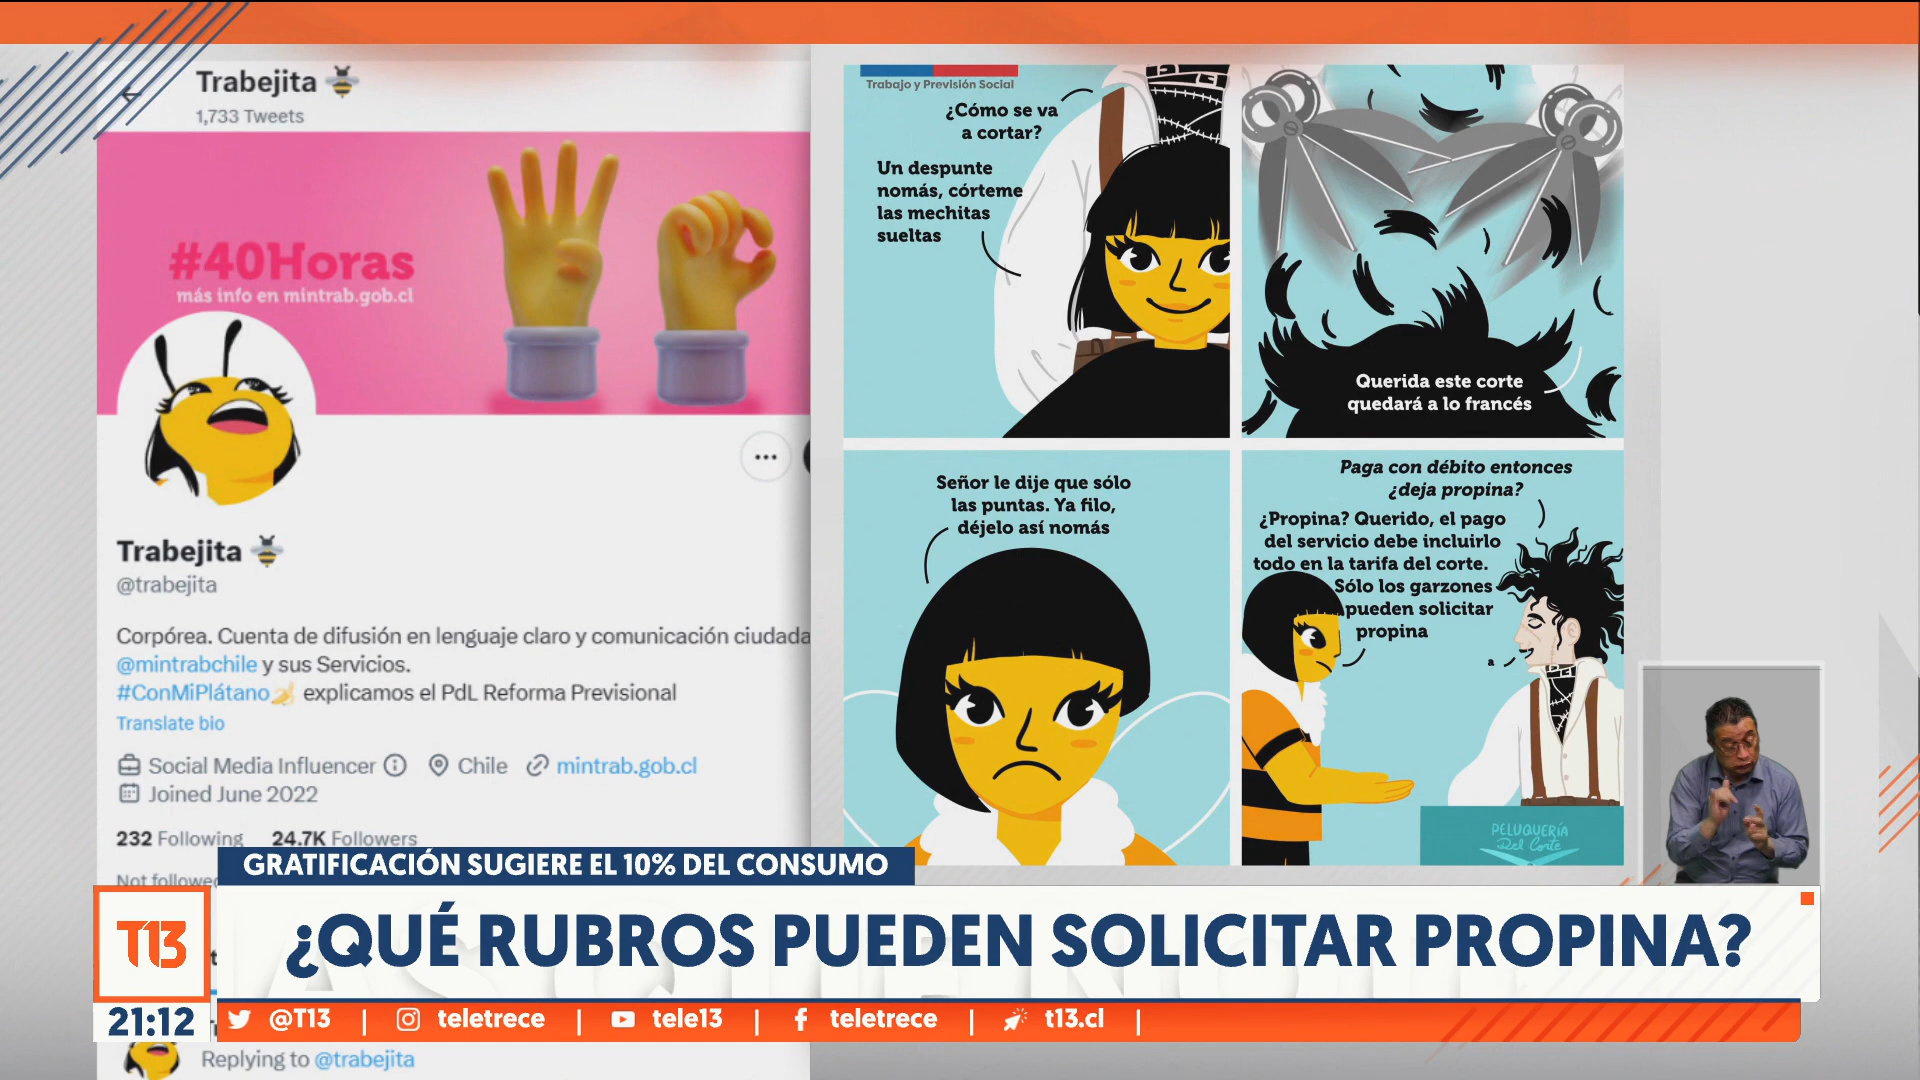 Trabejita
1,733 Tweets
#40Horas
más info en mintrab.gob.cl
Trabejita
@trabejita
Corpórea. Cuenta de difusión en lenguaje claro y comunicación ciudada
@mintrabchile y sus Servicios.
#ConMiPlátano explicamos el PdL Reforma Previsional
Translate bio
Social Media Influencer Chile mintrab.gob.cl
Joined June 2022
232 Following 24.7K Followers
Not followed
Replying to @trabejita
Trabajo y Previsión Social
¿Cómo se va
a cortar?
Un despunte
nomás, córteme
las mechitas
sueltas
Querida este corte
quedará a lo francés
Señor le dije que sólo
las puntas. Ya filo,
déjelo así nomás
Paga con débito entonces
¿deja propina?
¿Propina? Querido, el pago
del servicio debe incluirlo
todo en la tarifa del corte.
Sólo los garzones
pueden solicitar
propina
a
PELUQUERÍA
Del Corte
GRATIFICACIÓN SUGIERE EL 10% DEL CONSUMO
T13
¿QUÉ RUBROS PUEDEN SOLICITAR PROPINA?
21:12 @T13 | teletrece | tele13 | teletrece | t13.cl |